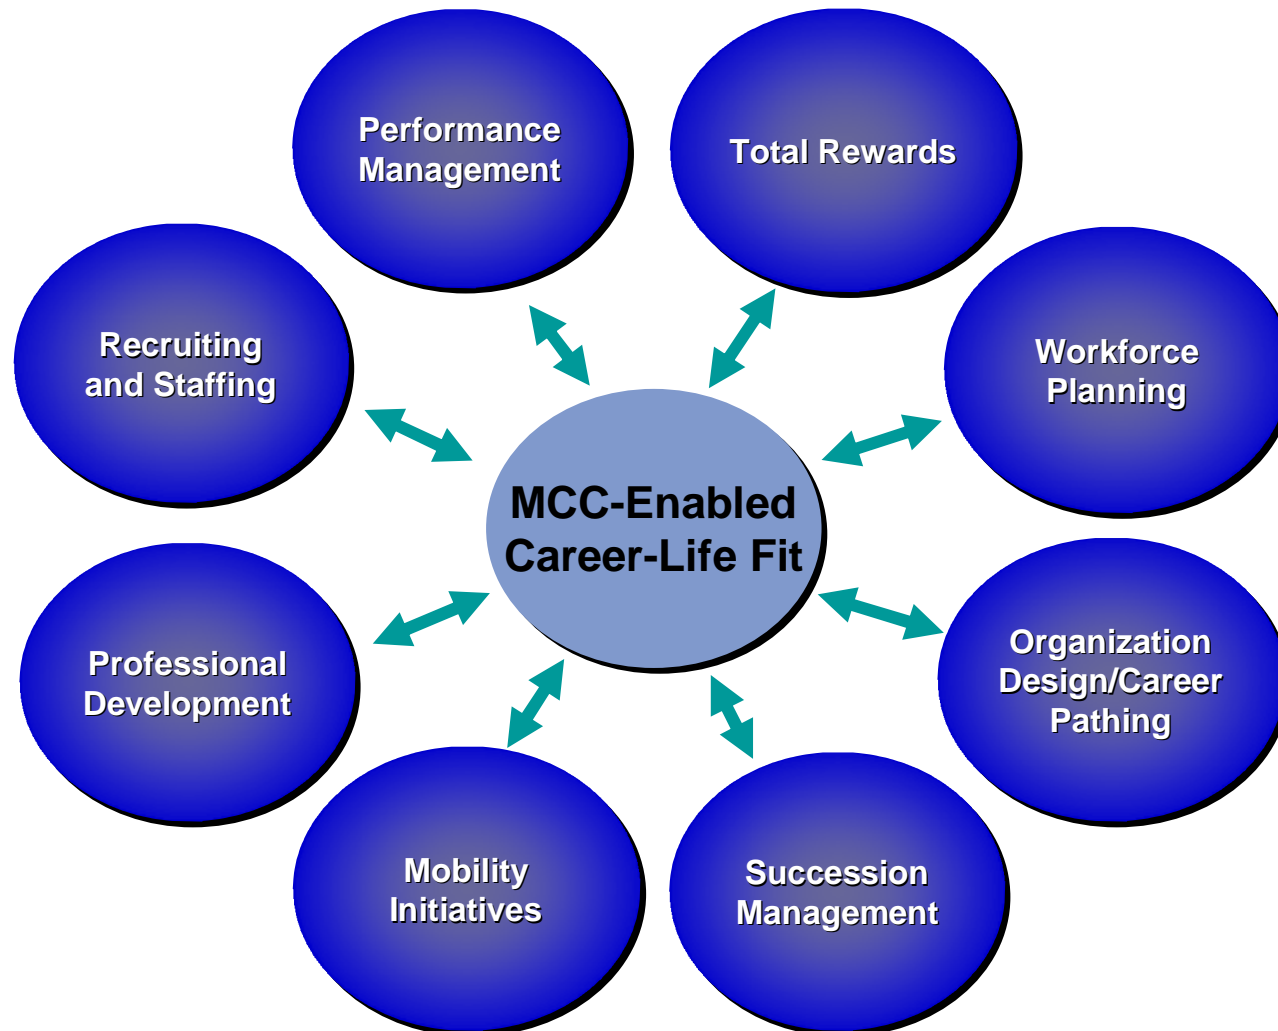 Performance
Management
Total Rewards
Recruiting
and Staffing
Workforce
Planning
MCC-Enabled
Career-Life Fit
Professional
Development
Organization
Design/Career
Pathing
Mobility
Initiatives
Succession
Management